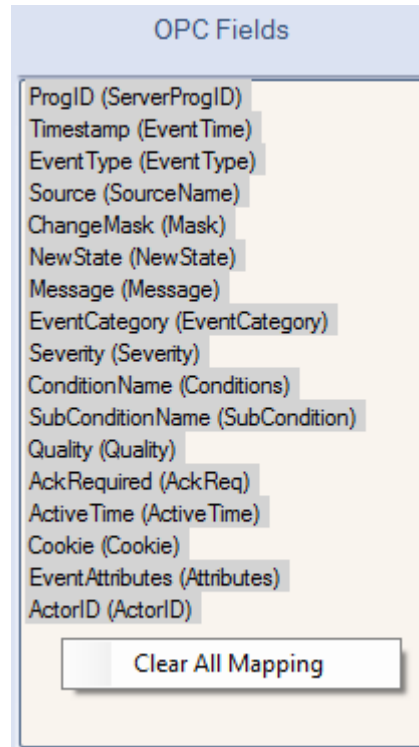 OPC Fields
ProgID (ServerProgID)
Timestamp (EventTime)
EventType (EventType)
Source (SourceName)
ChangeMask (Mask)
NewState (NewState)
Message (Message)
EventCategory (EventCategory)
Severity (Severity)
ConditionName (Conditions)
SubConditionName (SubCondition)
Quality (Quality)
AckRequired (AckReq)
ActiveTime (ActiveTime)
Cookie (Cookie)
EventAttributes (Attributes)
ActorID (ActorID)
Clear All Mapping